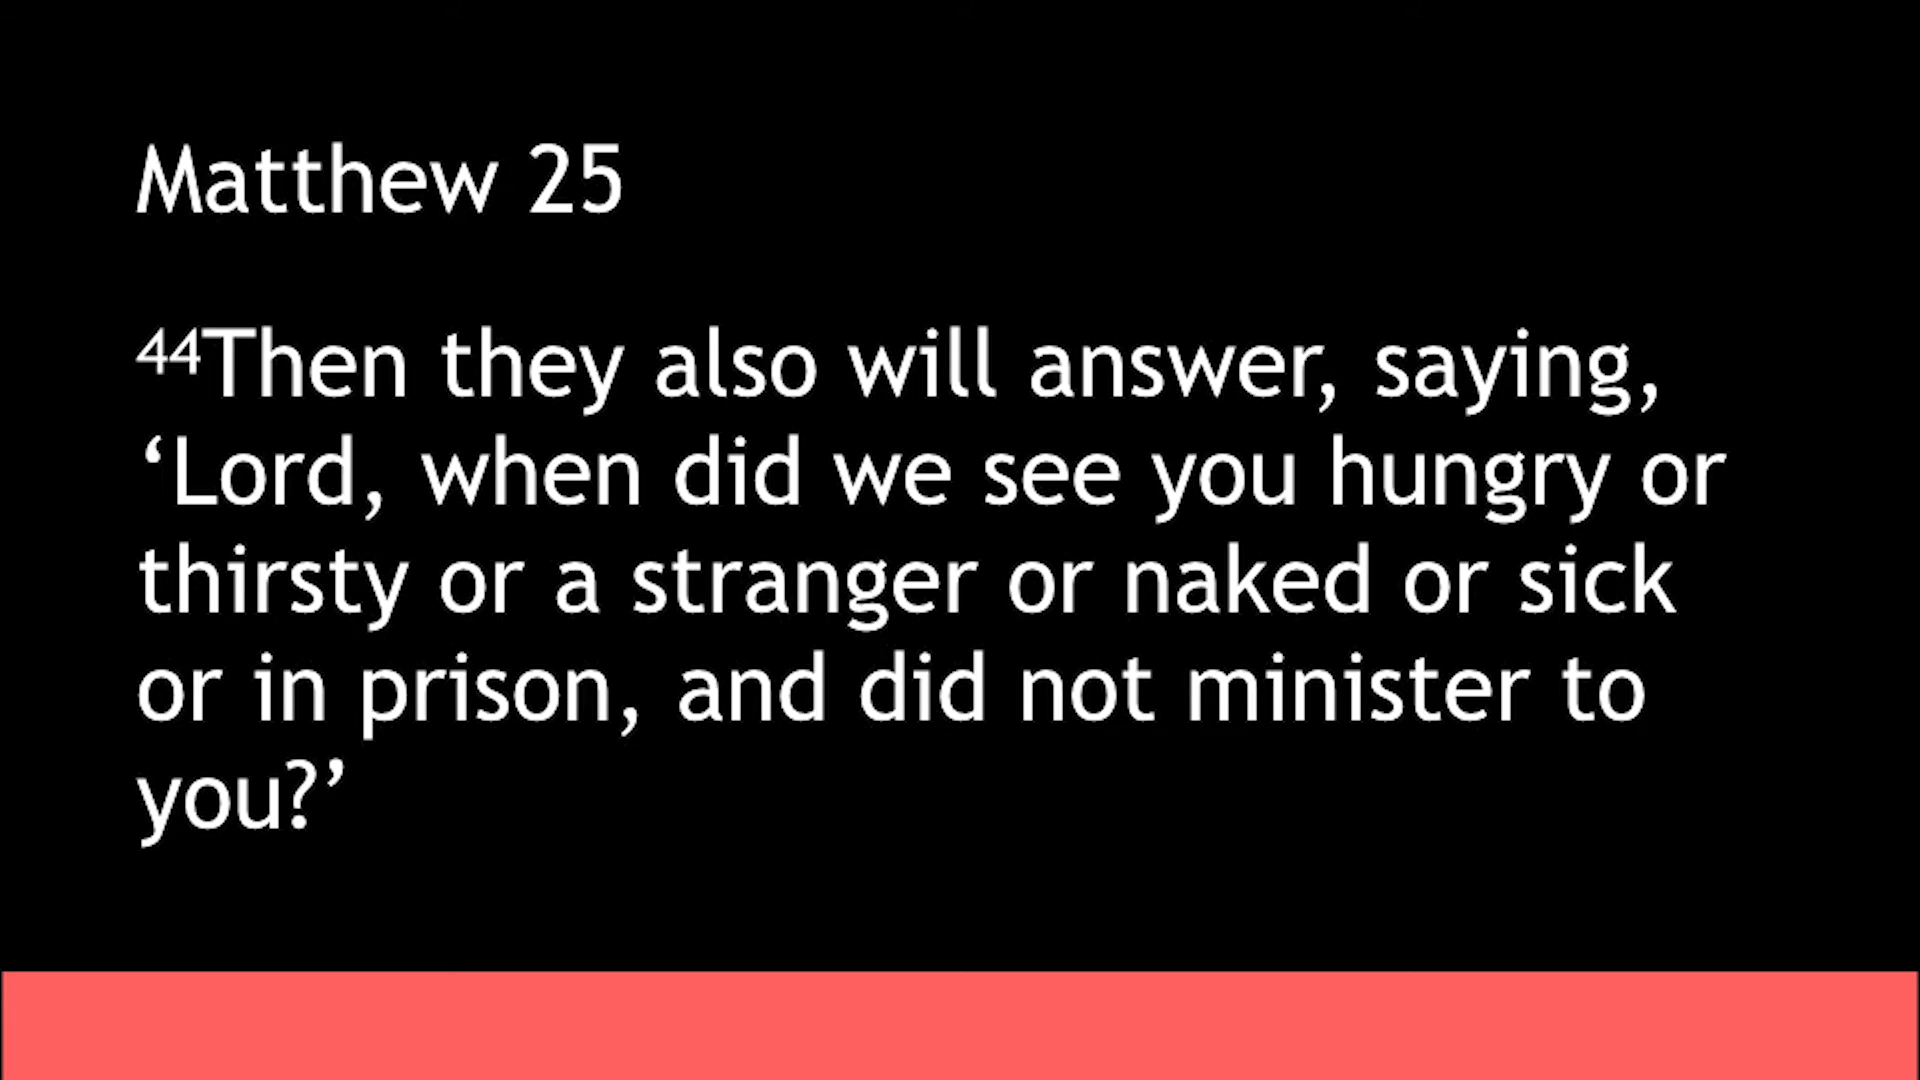 Matthew 25
44Then they also will answer, saying,
‘Lord, when did we see you hungry or
thirsty or a stranger or naked or sick
or in prison, and did not minister to
you?’